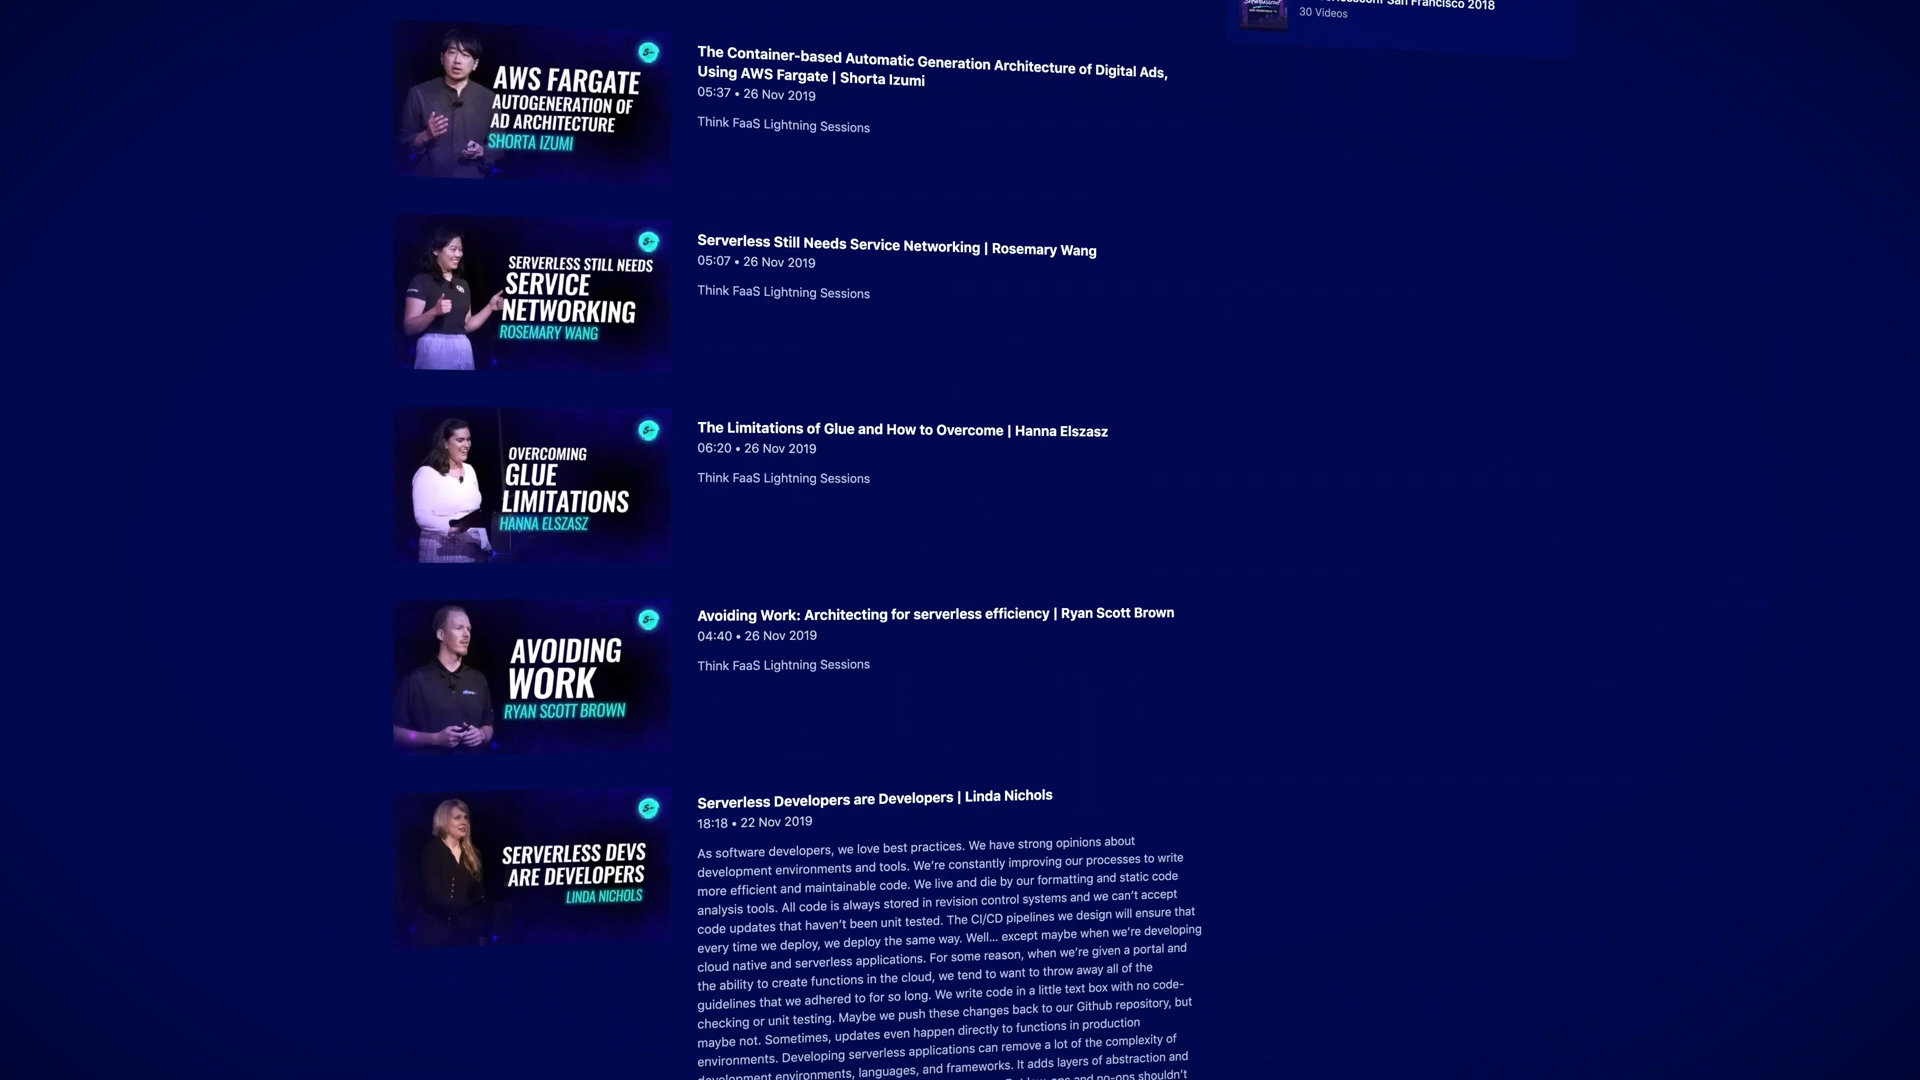 San Francisco 2018
30 Videos
AWS FARGATE
AUTOGENERATION OF
AD ARCHITECTURE
SHORTA IZUMI
The Container-based Automatic Generation Architecture of Digital Ads,
Using AWS Fargate | Shorta Izumi
05:37 • 26 Nov 2019
Think FaaS Lightning Sessions
SERVERLESS STILL NEEDS
SERVICE
NETWORKING
ROSEMARY WANG
Serverless Still Needs Service Networking | Rosemary Wang
05:07 • 26 Nov 2019
Think FaaS Lightning Sessions
OVERCOMING
GLUE
LIMITATIONS
HANNA ELSZASZ
The Limitations of Glue and How to Overcome | Hanna Elszasz
06:20 • 26 Nov 2019
Think FaaS Lightning Sessions
AVOIDING
WORK
RYAN SCOTT BROWN
Avoiding Work: Architecting for serverless efficiency | Ryan Scott Brown
04:40 • 26 Nov 2019
Think FaaS Lightning Sessions
SERVERLESS DEVS
ARE DEVELOPERS
LINDA NICHOLS
Serverless Developers are Developers | Linda Nichols
18:18 • 22 Nov 2019
As software developers, we love best practices. We have strong opinions about
development environments and tools. We're constantly improving our processes to write
more efficient and maintainable code. We live and die by our formatting and static code
analysis tools. All code is always stored in revision control systems and we can't accept
code updates that haven't been unit tested. The CI/CD pipelines we design will ensure that
every time we deploy, we deploy the same way. Well... except maybe when we're developing
cloud native and serverless applications. For some reason, when we're given a portal and
the ability to create functions in the cloud, we tend to want to throw away all of the
guidelines that we adhered to for so long. We write code in a little text box with no code-
checking or unit testing. Maybe we push these changes back to our Github repository, but
maybe not. Sometimes, updates even happen directly to functions in production
environments. Developing serverless applications can remove a lot of the complexity of
development environments, languages, and frameworks. It adds layers of abstraction and
and no-ops shouldn't